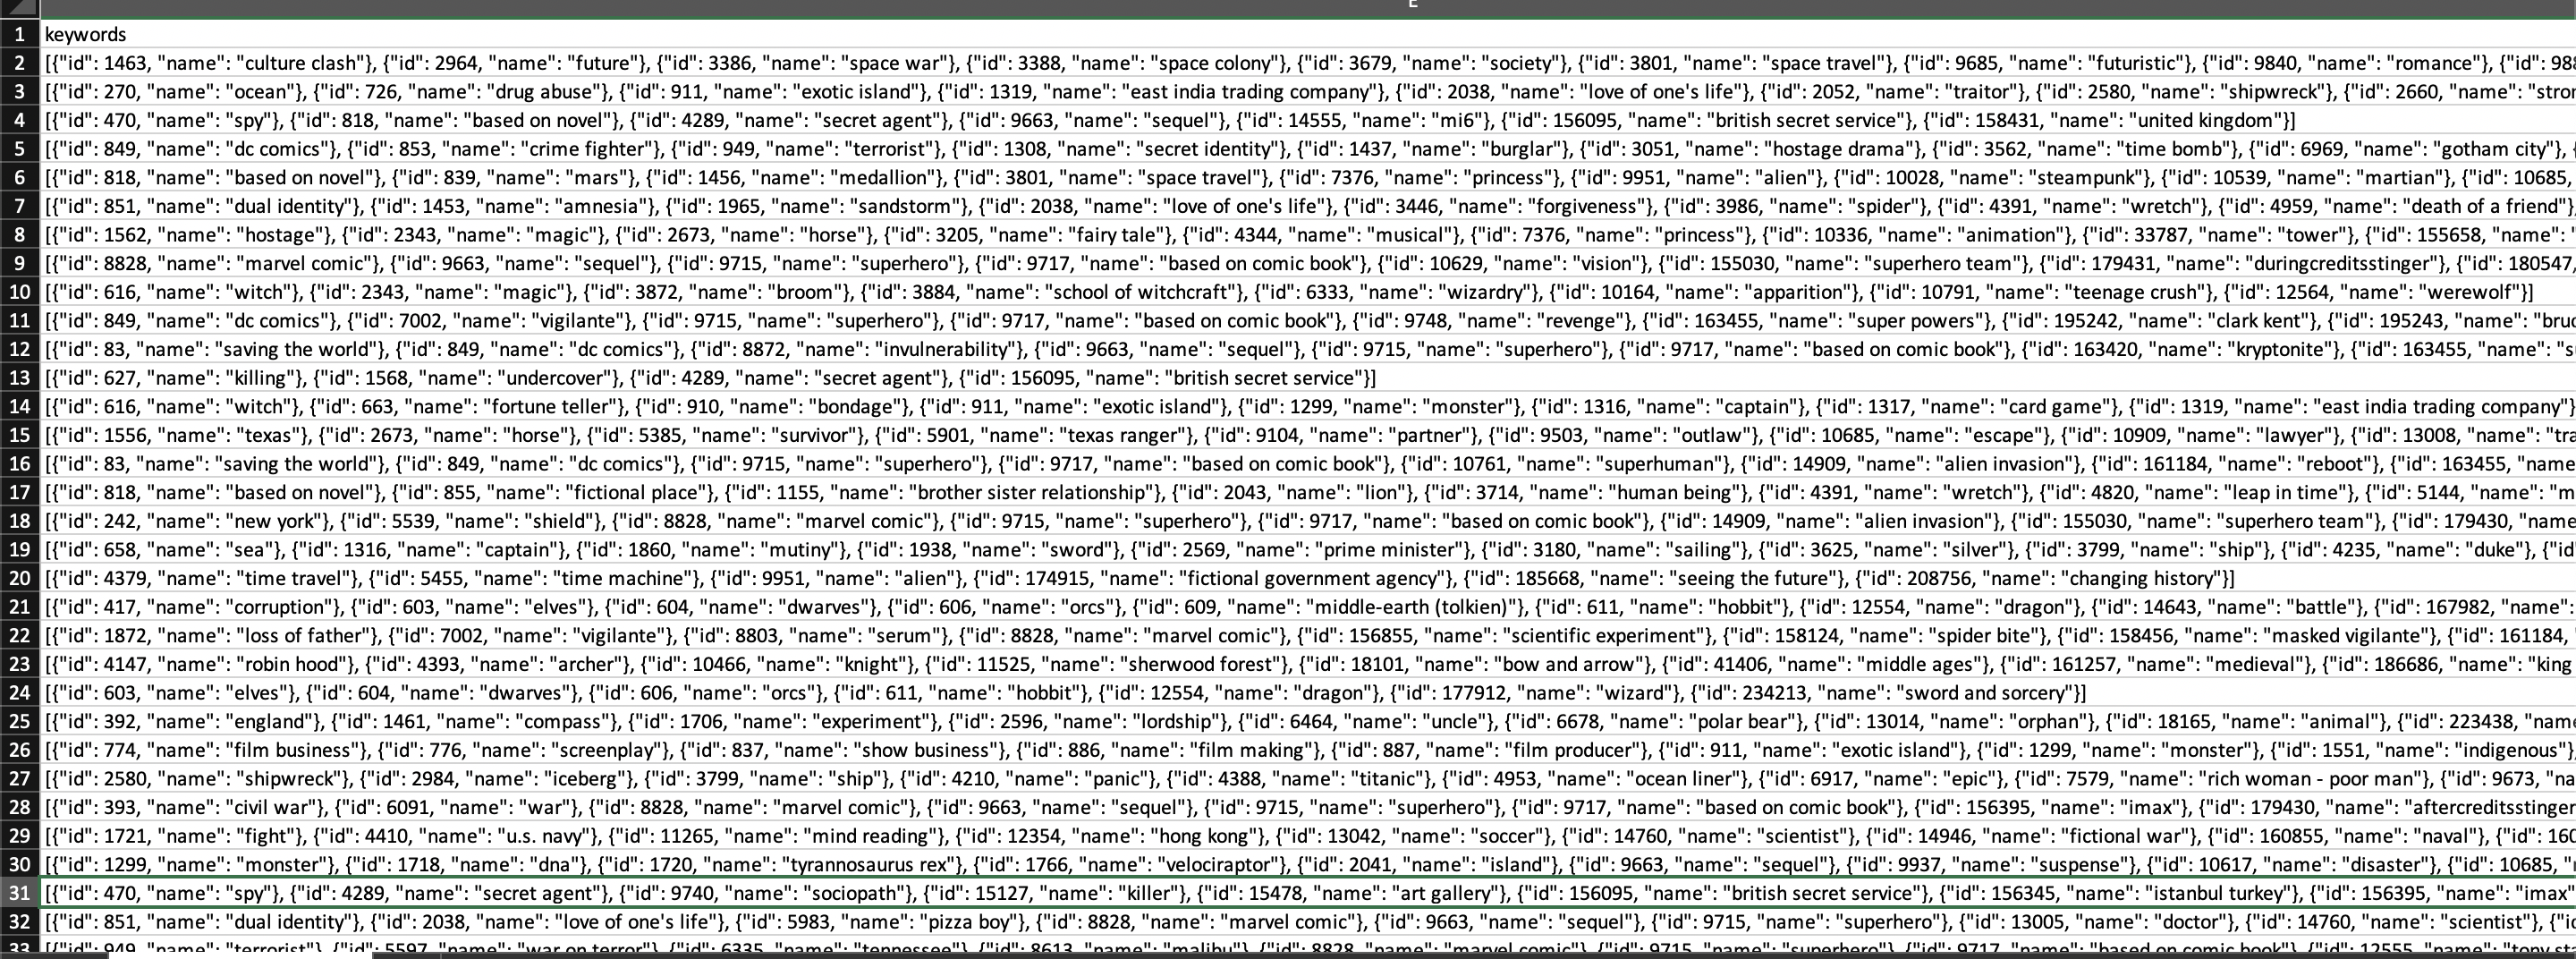 E
1 keywords
2 [{"id": 1463, "name": "culture clash"}, {"id": 2964, "name": "future"}, {"id": 3386, "name": "space war"}, {"id": 3388, "name": "space colony"}, {"id": 3679, "name": "society"}, {"id": 3801, "name": "space travel"}, {"id": 9685, "name": "futuristic"}, {"id": 9840, "name": "romance"}, {"id": 988
3 [{"id": 270, "name": "ocean"}, {"id": 726, "name": "drug abuse"}, {"id": 911, "name": "exotic island"}, {"id": 1319, "name": "east india trading company"}, {"id": 2038, "name": "love of one's life"}, {"id": 2052, "name": "traitor"}, {"id": 2580, "name": "shipwreck"}, {"id": 2660, "name": "stron
4 [{"id": 470, "name": "spy"}, {"id": 818, "name": "based on novel"}, {"id": 4289, "name": "secret agent"}, {"id": 9663, "name": "sequel"}, {"id": 14555, "name": "mi6"}, {"id": 156095, "name": "british secret service"}, {"id": 158431, "name": "united kingdom"}]
5 [{"id": 849, "name": "dc comics"}, {"id": 853, "name": "crime fighter"}, {"id": 949, "name": "terrorist"}, {"id": 1308, "name": "secret identity"}, {"id": 1437, "name": "burglar"}, {"id": 3051, "name": "hostage drama"}, {"id": 3562, "name": "time bomb"}, {"id": 6969, "name": "gotham city"}, {
6 [{"id": 818, "name": "based on novel"}, {"id": 839, "name": "mars"}, {"id": 1456, "name": "medallion"}, {"id": 3801, "name": "space travel"}, {"id": 7376, "name": "princess"}, {"id": 9951, "name": "alien"}, {"id": 10028, "name": "steampunk"}, {"id": 10539, "name": "martian"}, {"id": 10685,
7 [{"id": 851, "name": "dual identity"}, {"id": 1453, "name": "amnesia"}, {"id": 1965, "name": "sandstorm"}, {"id": 2038, "name": "love of one's life"}, {"id": 3446, "name": "forgiveness"}, {"id": 3986, "name": "spider"}, {"id": 4391, "name": "wretch"}, {"id": 4959, "name": "death of a friend"}
8 [{"id": 1562, "name": "hostage"}, {"id": 2343, "name": "magic"}, {"id": 2673, "name": "horse"}, {"id": 3205, "name": "fairy tale"}, {"id": 4344, "name": "musical"}, {"id": 7376, "name": "princess"}, {"id": 10336, "name": "animation"}, {"id": 33787, "name": "tower"}, {"id": 155658, "name": "
9 [{"id": 8828, "name": "marvel comic"}, {"id": 9663, "name": "sequel"}, {"id": 9715, "name": "superhero"}, {"id": 9717, "name": "based on comic book"}, {"id": 10629, "name": "vision"}, {"id": 155030, "name": "superhero team"}, {"id": 179431, "name": "duringcreditsstinger"}, {"id": 180547,
10 [{"id": 616, "name": "witch"}, {"id": 2343, "name": "magic"}, {"id": 3872, "name": "broom"}, {"id": 3884, "name": "school of witchcraft"}, {"id": 6333, "name": "wizardry"}, {"id": 10164, "name": "apparition"}, {"id": 10791, "name": "teenage crush"}, {"id": 12564, "name": "werewolf"}]
11 [{"id": 849, "name": "dc comics"}, {"id": 7002, "name": "vigilante"}, {"id": 9715, "name": "superhero"}, {"id": 9717, "name": "based on comic book"}, {"id": 9748, "name": "revenge"}, {"id": 163455, "name": "super powers"}, {"id": 195242, "name": "clark kent"}, {"id": 195243, "name": "bruc
12 [{"id": 83, "name": "saving the world"}, {"id": 849, "name": "dc comics"}, {"id": 8872, "name": "invulnerability"}, {"id": 9663, "name": "sequel"}, {"id": 9715, "name": "superhero"}, {"id": 9717, "name": "based on comic book"}, {"id": 163420, "name": "kryptonite"}, {"id": 163455, "name": "s
13 [{"id": 627, "name": "killing"}, {"id": 1568, "name": "undercover"}, {"id": 4289, "name": "secret agent"}, {"id": 156095, "name": "british secret service"}]
14 [{"id": 616, "name": "witch"}, {"id": 663, "name": "fortune teller"}, {"id": 910, "name": "bondage"}, {"id": 911, "name": "exotic island"}, {"id": 1299, "name": "monster"}, {"id": 1316, "name": "captain"}, {"id": 1317, "name": "card game"}, {"id": 1319, "name": "east india trading company"}
15 [{"id": 1556, "name": "texas"}, {"id": 2673, "name": "horse"}, {"id": 5385, "name": "survivor"}, {"id": 5901, "name": "texas ranger"}, {"id": 9104, "name": "partner"}, {"id": 9503, "name": "outlaw"}, {"id": 10685, "name": "escape"}, {"id": 10909, "name": "lawyer"}, {"id": 13008, "name": "tra
16 [{"id": 83, "name": "saving the world"}, {"id": 849, "name": "dc comics"}, {"id": 9715, "name": "superhero"}, {"id": 9717, "name": "based on comic book"}, {"id": 10761, "name": "superhuman"}, {"id": 14909, "name": "alien invasion"}, {"id": 161184, "name": "reboot"}, {"id": 163455, "name
17 [{"id": 818, "name": "based on novel"}, {"id": 855, "name": "fictional place"}, {"id": 1155, "name": "brother sister relationship"}, {"id": 2043, "name": "lion"}, {"id": 3714, "name": "human being"}, {"id": 4391, "name": "wretch"}, {"id": 4820, "name": "leap in time"}, {"id": 5144, "name": "m
18 [{"id": 242, "name": "new york"}, {"id": 5539, "name": "shield"}, {"id": 8828, "name": "marvel comic"}, {"id": 9715, "name": "superhero"}, {"id": 9717, "name": "based on comic book"}, {"id": 14909, "name": "alien invasion"}, {"id": 155030, "name": "superhero team"}, {"id": 179430, "name
19 [{"id": 658, "name": "sea"}, {"id": 1316, "name": "captain"}, {"id": 1860, "name": "mutiny"}, {"id": 1938, "name": "sword"}, {"id": 2569, "name": "prime minister"}, {"id": 3180, "name": "sailing"}, {"id": 3625, "name": "silver"}, {"id": 3799, "name": "ship"}, {"id": 4235, "name": "duke"}, {"id
20 [{"id": 4379, "name": "time travel"}, {"id": 5455, "name": "time machine"}, {"id": 9951, "name": "alien"}, {"id": 174915, "name": "fictional government agency"}, {"id": 185668, "name": "seeing the future"}, {"id": 208756, "name": "changing history"}]
21 [{"id": 417, "name": "corruption"}, {"id": 603, "name": "elves"}, {"id": 604, "name": "dwarves"}, {"id": 606, "name": "orcs"}, {"id": 609, "name": "middle-earth (tolkien)"}, {"id": 611, "name": "hobbit"}, {"id": 12554, "name": "dragon"}, {"id": 14643, "name": "battle"}, {"id": 167982, "name":
22 [{"id": 1872, "name": "loss of father"}, {"id": 7002, "name": "vigilante"}, {"id": 8803, "name": "serum"}, {"id": 8828, "name": "marvel comic"}, {"id": 156855, "name": "scientific experiment"}, {"id": 158124, "name": "spider bite"}, {"id": 158456, "name": "masked vigilante"}, {"id": 161184,
23 [{"id": 4147, "name": "robin hood"}, {"id": 4393, "name": "archer"}, {"id": 10466, "name": "knight"}, {"id": 11525, "name": "sherwood forest"}, {"id": 18101, "name": "bow and arrow"}, {"id": 41406, "name": "middle ages"}, {"id": 161257, "name": "medieval"}, {"id": 186686, "name": "king
24 [{"id": 603, "name": "elves"}, {"id": 604, "name": "dwarves"}, {"id": 606, "name": "orcs"}, {"id": 611, "name": "hobbit"}, {"id": 12554, "name": "dragon"}, {"id": 177912, "name": "wizard"}, {"id": 234213, "name": "sword and sorcery"}]
25 [{"id": 392, "name": "england"}, {"id": 1461, "name": "compass"}, {"id": 1706, "name": "experiment"}, {"id": 2596, "name": "lordship"}, {"id": 6464, "name": "uncle"}, {"id": 6678, "name": "polar bear"}, {"id": 13014, "name": "orphan"}, {"id": 18165, "name": "animal"}, {"id": 223438, "nam
26 [{"id": 774, "name": "film business"}, {"id": 776, "name": "screenplay"}, {"id": 837, "name": "show business"}, {"id": 886, "name": "film making"}, {"id": 887, "name": "film producer"}, {"id": 911, "name": "exotic island"}, {"id": 1299, "name": "monster"}, {"id": 1551, "name": "indigenous"}
27 [{"id": 2580, "name": "shipwreck"}, {"id": 2984, "name": "iceberg"}, {"id": 3799, "name": "ship"}, {"id": 4210, "name": "panic"}, {"id": 4388, "name": "titanic"}, {"id": 4953, "name": "ocean liner"}, {"id": 6917, "name": "epic"}, {"id": 7579, "name": "rich woman - poor man"}, {"id": 9673, "na
28 [{"id": 393, "name": "civil war"}, {"id": 6091, "name": "war"}, {"id": 8828, "name": "marvel comic"}, {"id": 9663, "name": "sequel"}, {"id": 9715, "name": "superhero"}, {"id": 9717, "name": "based on comic book"}, {"id": 156395, "name": "imax"}, {"id": 179430, "name": "aftercreditsstinger
29 [{"id": 1721, "name": "fight"}, {"id": 4410, "name": "u.s. navy"}, {"id": 11265, "name": "mind reading"}, {"id": 12354, "name": "hong kong"}, {"id": 13042, "name": "soccer"}, {"id": 14760, "name": "scientist"}, {"id": 14946, "name": "fictional war"}, {"id": 160855, "name": "naval"}, {"id": 160
30 [{"id": 1299, "name": "monster"}, {"id": 1718, "name": "dna"}, {"id": 1720, "name": "tyrannosaurus rex"}, {"id": 1766, "name": "velociraptor"}, {"id": 2041, "name": "island"}, {"id": 9663, "name": "sequel"}, {"id": 9937, "name": "suspense"}, {"id": 10617, "name": "disaster"}, {"id": 10685, "
31 [{"id": 470, "name": "spy"}, {"id": 4289, "name": "secret agent"}, {"id": 9740, "name": "sociopath"}, {"id": 15127, "name": "killer"}, {"id": 15478, "name": "art gallery"}, {"id": 156095, "name": "british secret service"}, {"id": 156345, "name": "istanbul turkey"}, {"id": 156395, "name": "imax"
32 [{"id": 851, "name": "dual identity"}, {"id": 2038, "name": "love of one's life"}, {"id": 5983, "name": "pizza boy"}, {"id": 8828, "name": "marvel comic"}, {"id": 9663, "name": "sequel"}, {"id": 9715, "name": "superhero"}, {"id": 13005, "name": "doctor"}, {"id": 14760, "name": "scientist"}, {"id
33 [{"id": 949, "name": "terrorist"}, {"id": 5597, "name": "war on terror"}, {"id": 6335, "name": "tennessee"}, {"id": 8613, "name": "malibu"}, {"id": 8828, "name": "marvel comic"}, {"id": 9715, "name": "superhero"}, {"id": 9717, "name": "based on comic book"}, {"id": 12555, "name": "tony sta